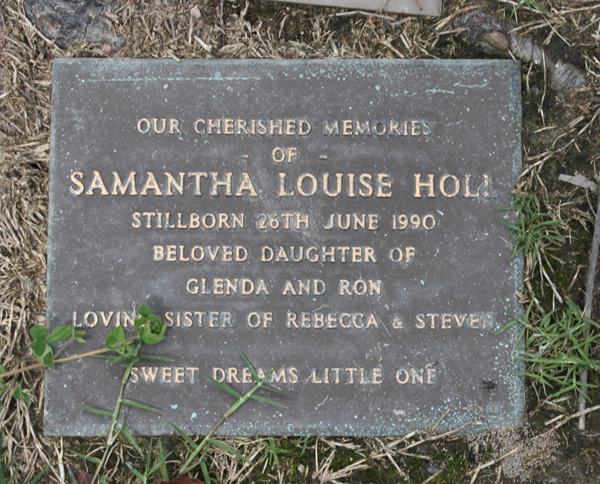 OUR CHERISHED MEMORIES
- OF -
SAMANTHA LOUISE HOLL
STILLBORN 26TH JUNE 1990
BELOVED DAUGHTER OF
GLENDA AND RON
LOVING SISTER OF REBECCA & STEVEN
SWEET DREAMS LITTLE ONE